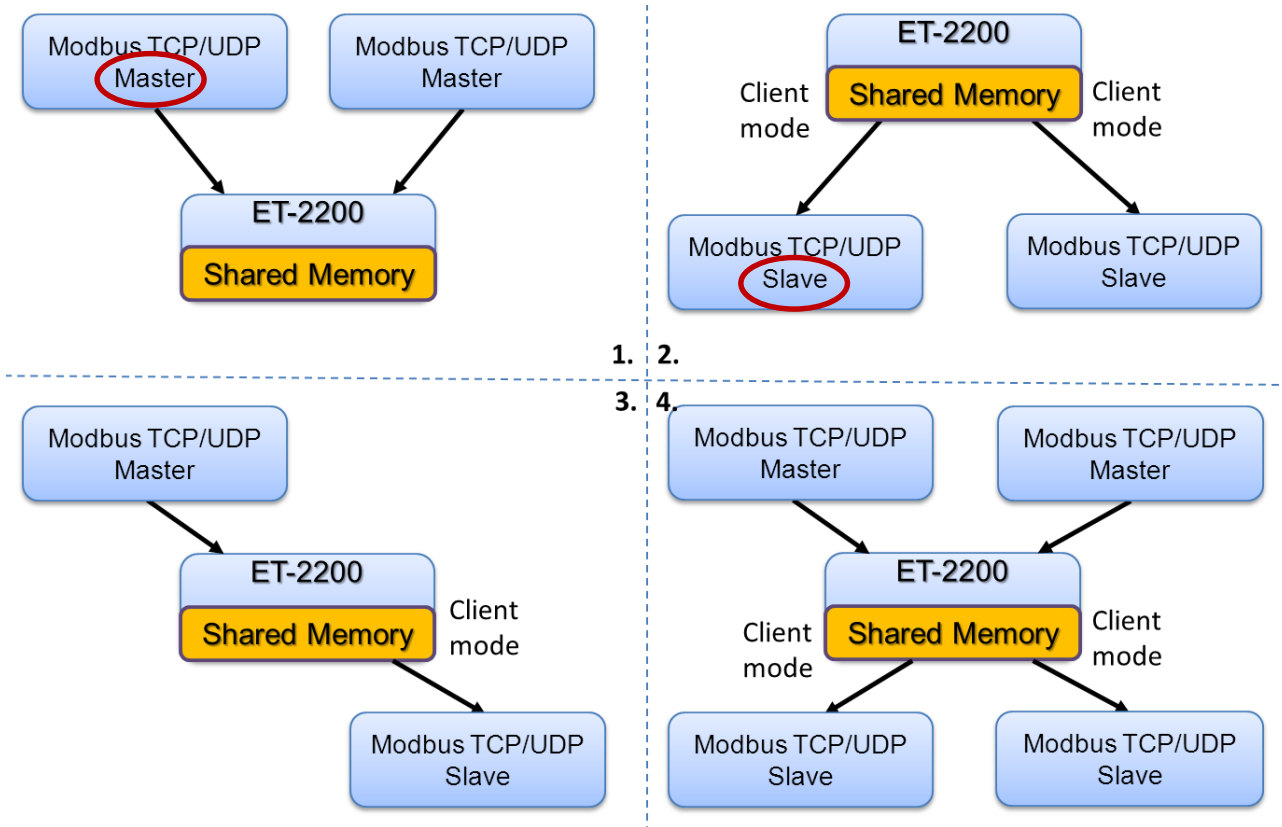 Modbus TCP/UDP
Master
Modbus TCP/UDP
Master
ET-2200
Shared Memory
1.
ET-2200
Shared Memory
Client
mode
Client
mode
Modbus TCP/UDP
Slave
Modbus TCP/UDP
Slave
2.
3.
Modbus TCP/UDP
Master
ET-2200
Shared Memory
Client
mode
Modbus TCP/UDP
Slave
4.
Modbus TCP/UDP
Master
Modbus TCP/UDP
Master
ET-2200
Shared Memory
Client
mode
Client
mode
Modbus TCP/UDP
Slave
Modbus TCP/UDP
Slave